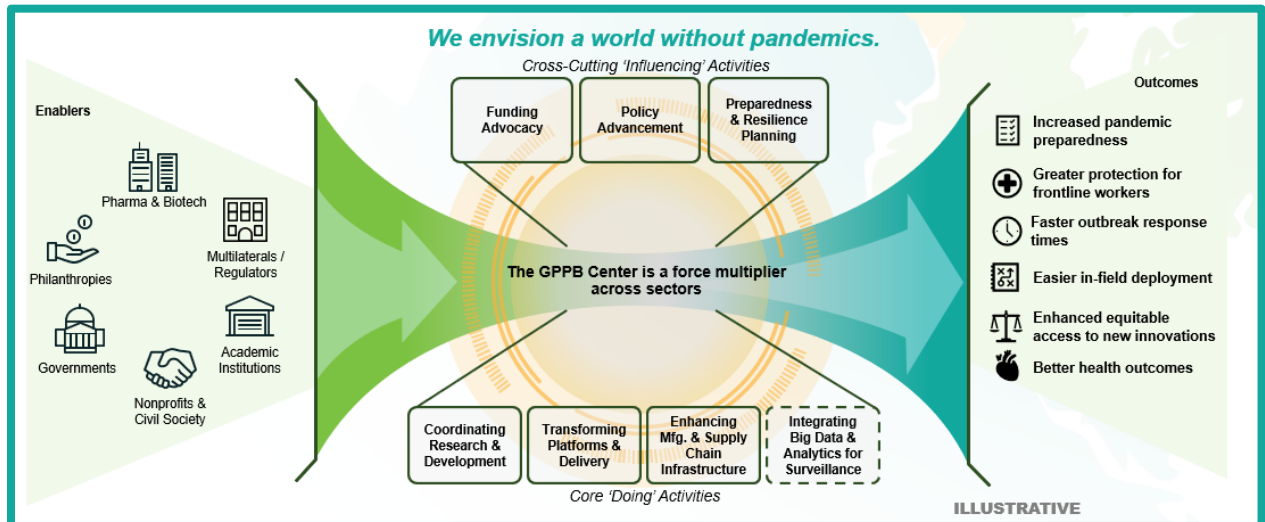 We envision a world without pandemics.
Cross-Cutting 'Influencing' Activities
Funding
Advocacy
Policy
Advancement
Preparedness
& Resilience
Planning
Enablers
Pharma & Biotech
Philanthropies
Multilaterals /
Regulators
Governments
Academic
Institutions
Nonprofits &
Civil Society
The GPPB Center is a force multiplier
across sectors
Coordinating
Research &
Development
Transforming
Platforms &
Delivery
Enhancing
Mfg. & Supply
Chain
Infrastructure
Integrating
Big Data &
Analytics for
Surveillance
Core 'Doing' Activities
Outcomes
Increased pandemic
preparedness
Greater protection for
frontline workers
Faster outbreak response
times
Easier in-field deployment
Enhanced equitable
access to new innovations
Better health outcomes
ILLUSTRATIVE